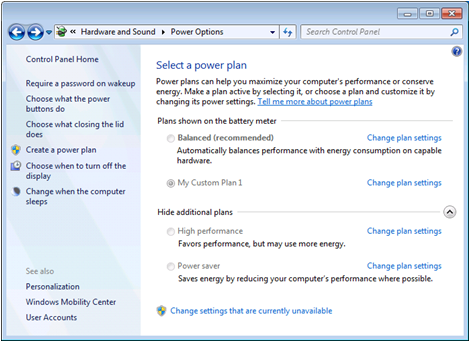 Hardware and Sound ▸ Power Options
Search Control Panel
Control Panel Home
Require a password on wakeup
Choose what the power
buttons do
Choose what closing the lid
does
Create a power plan
Choose when to turn off the
display
Change when the computer
sleeps
See also
Personalization
Windows Mobility Center
User Accounts
Select a power plan
Power plans can help you maximize your computer's performance or conserve
energy. Make a plan active by selecting it, or choose a plan and customize it by
changing its power settings. Tell me more about power plans
Plans shown on the battery meter
Balanced (recommended) Change plan settings
Automatically balances performance with energy consumption on capable
hardware.
My Custom Plan 1 Change plan settings
Hide additional plans
High performance Change plan settings
Favors performance, but may use more energy.
Power saver Change plan settings
Saves energy by reducing your computer's performance where possible.
Change settings that are currently unavailable